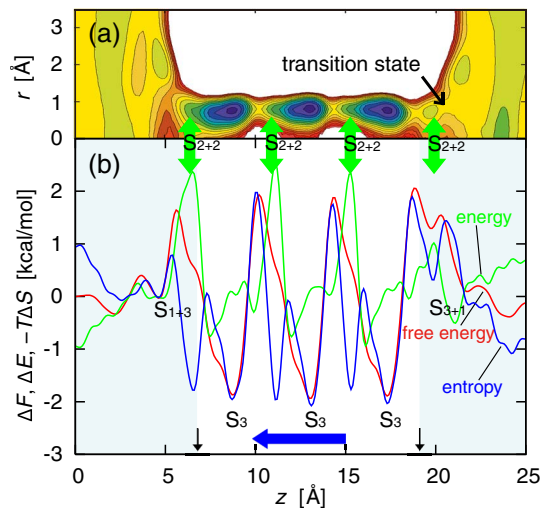 (a)
r [Å]
3
2
1
0
transition state
S2+2 S2+2 S2+2 S2+2
(b)
ΔF, ΔE, −TΔS [kcal/mol]
2
1
0
-1
-2
-3
energy
S1+3
S3+1
free energy
entropy
S3 S3 S3
0 5 10 15 20 25
z [Å]